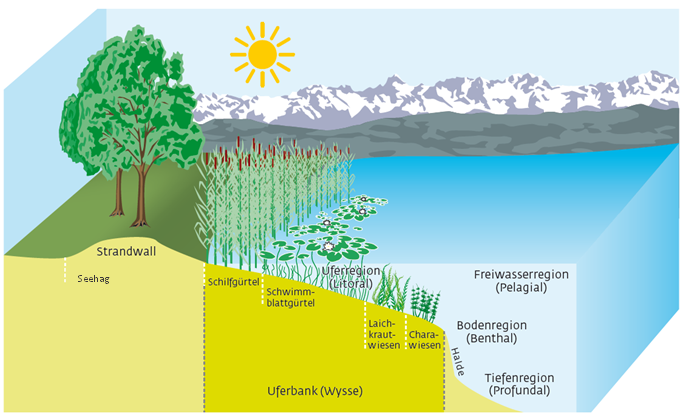 Strandwall
Seehag
Schilfgürtel
Schwimm-
blattgürtel
Uferregion
(Litoral)
Laich-
kraut-
wiesen
Chara-
wiesen
Freiwasserregion
(Pelagial)
Bodenregion
(Benthal)
Halde
Tiefenregion
(Profundal)
Uferbank (Wysse)